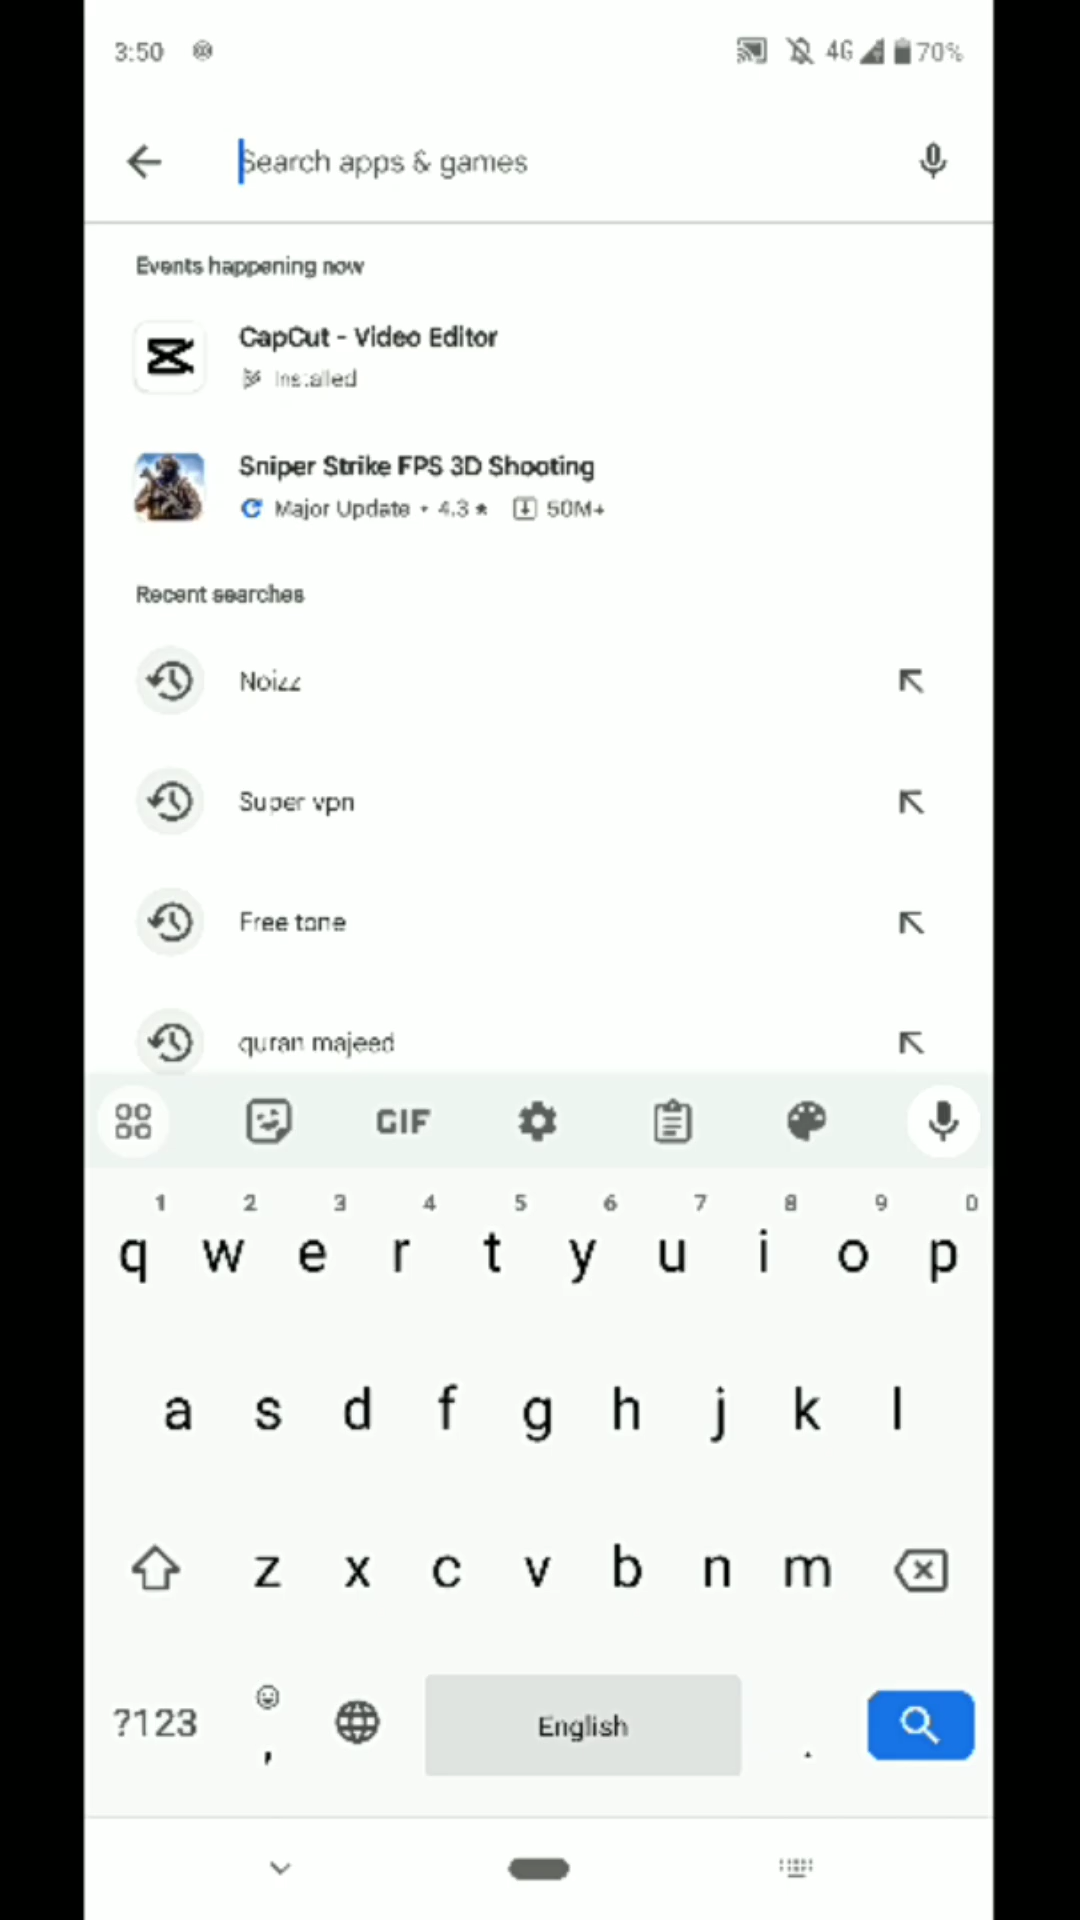 3:50 4G 70%
Search apps & games
Events happening now
CapCut - Video Editor
Installed
Sniper Strike FPS 3D Shooting
Major Update • 4.3 ★ 50M+
Recent searches
Noizz
Super vpn
Free tone
quran majeed
GIF
1 2 3 4 5 6 7 8 9 0
q w e r t y u i o p
a s d f g h j k l
z x c v b n m
?123 , English .